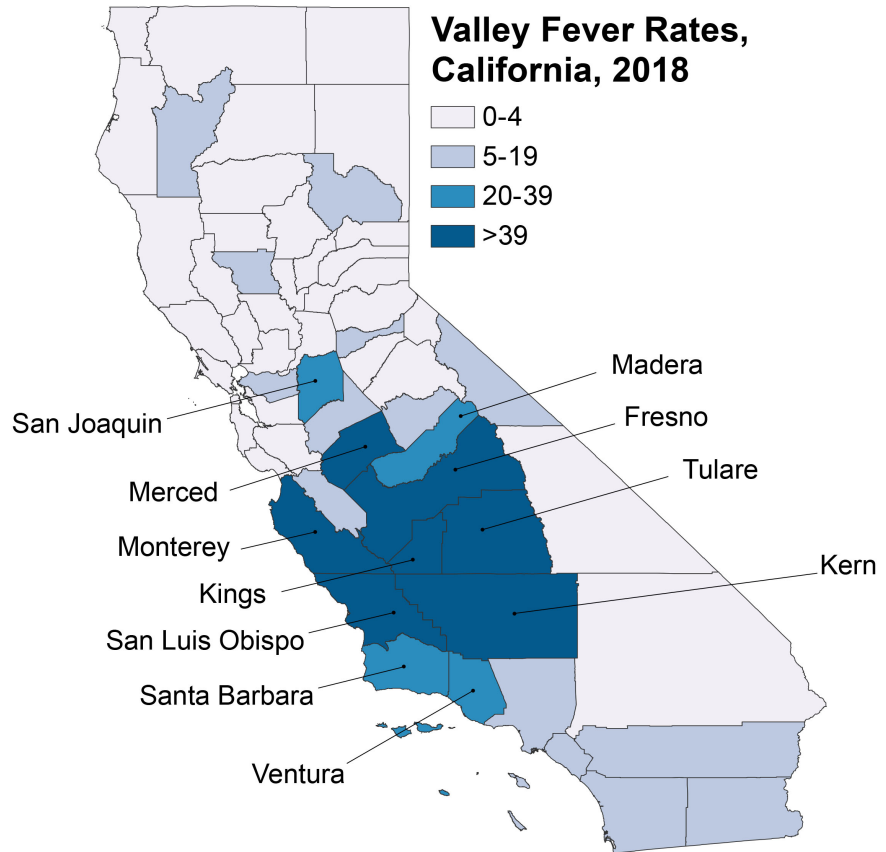 Valley Fever Rates,
California, 2018
0-4
5-19
20-39
>39
Madera
Fresno
San Joaquin
Tulare
Merced
Monterey
Kern
Kings
San Luis Obispo
Santa Barbara
Ventura